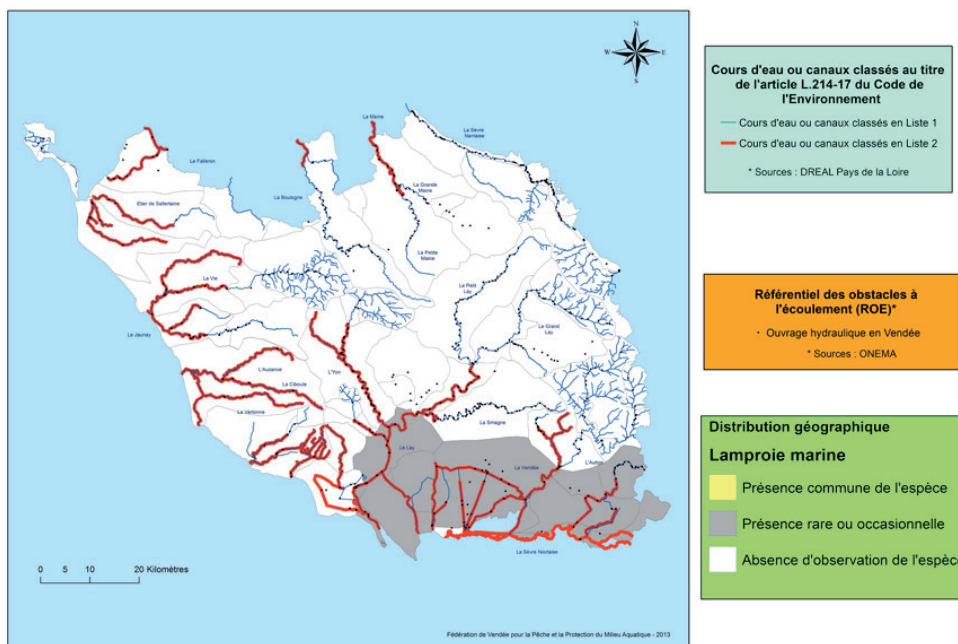 N
W
E
S
La Maine
La Sèvre
Nantaise
Le Falleron
La Grande
Maine
La Boulogne
Etier de Sallertaine
La Petite
Maine
La Vie
Le Petit
Lay
Le Grand
Lay
Le Jaunay
L'Auzance
L'Yon
La Ciboule
La Vertonne
La Smagne
Le Lay
La Vendée
L'Autize
La Sèvre Niortaise
0 5 10 20 Kilomètres
Fédération de Vendée pour la Pêche et la Protection du Milieu Aquatique - 2013
Cours d'eau ou canaux classés au titre
de l'article L.214-17 du Code de
l'Environnement
Cours d'eau ou canaux classés en Liste 1
Cours d'eau ou canaux classés en Liste 2
* Sources : DREAL Pays de la Loire
Référentiel des obstacles à
l'écoulement (ROE)*
Ouvrage hydraulique en Vendée
* Sources : ONEMA
Distribution géographique
Lamproie marine
Présence commune de l'espèce
Présence rare ou occasionnelle
Absence d'observation de l'espèce